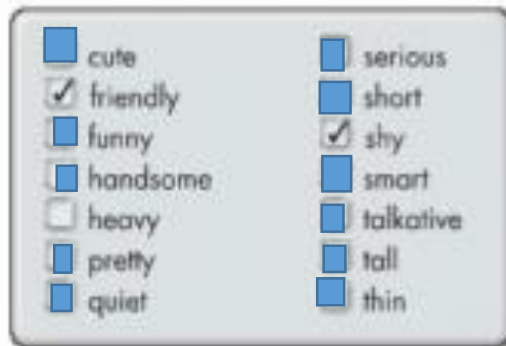 cute
friendly
funny
handsome
heavy
pretty
quiet
serious
short
shy
smart
talkative
tall
thin